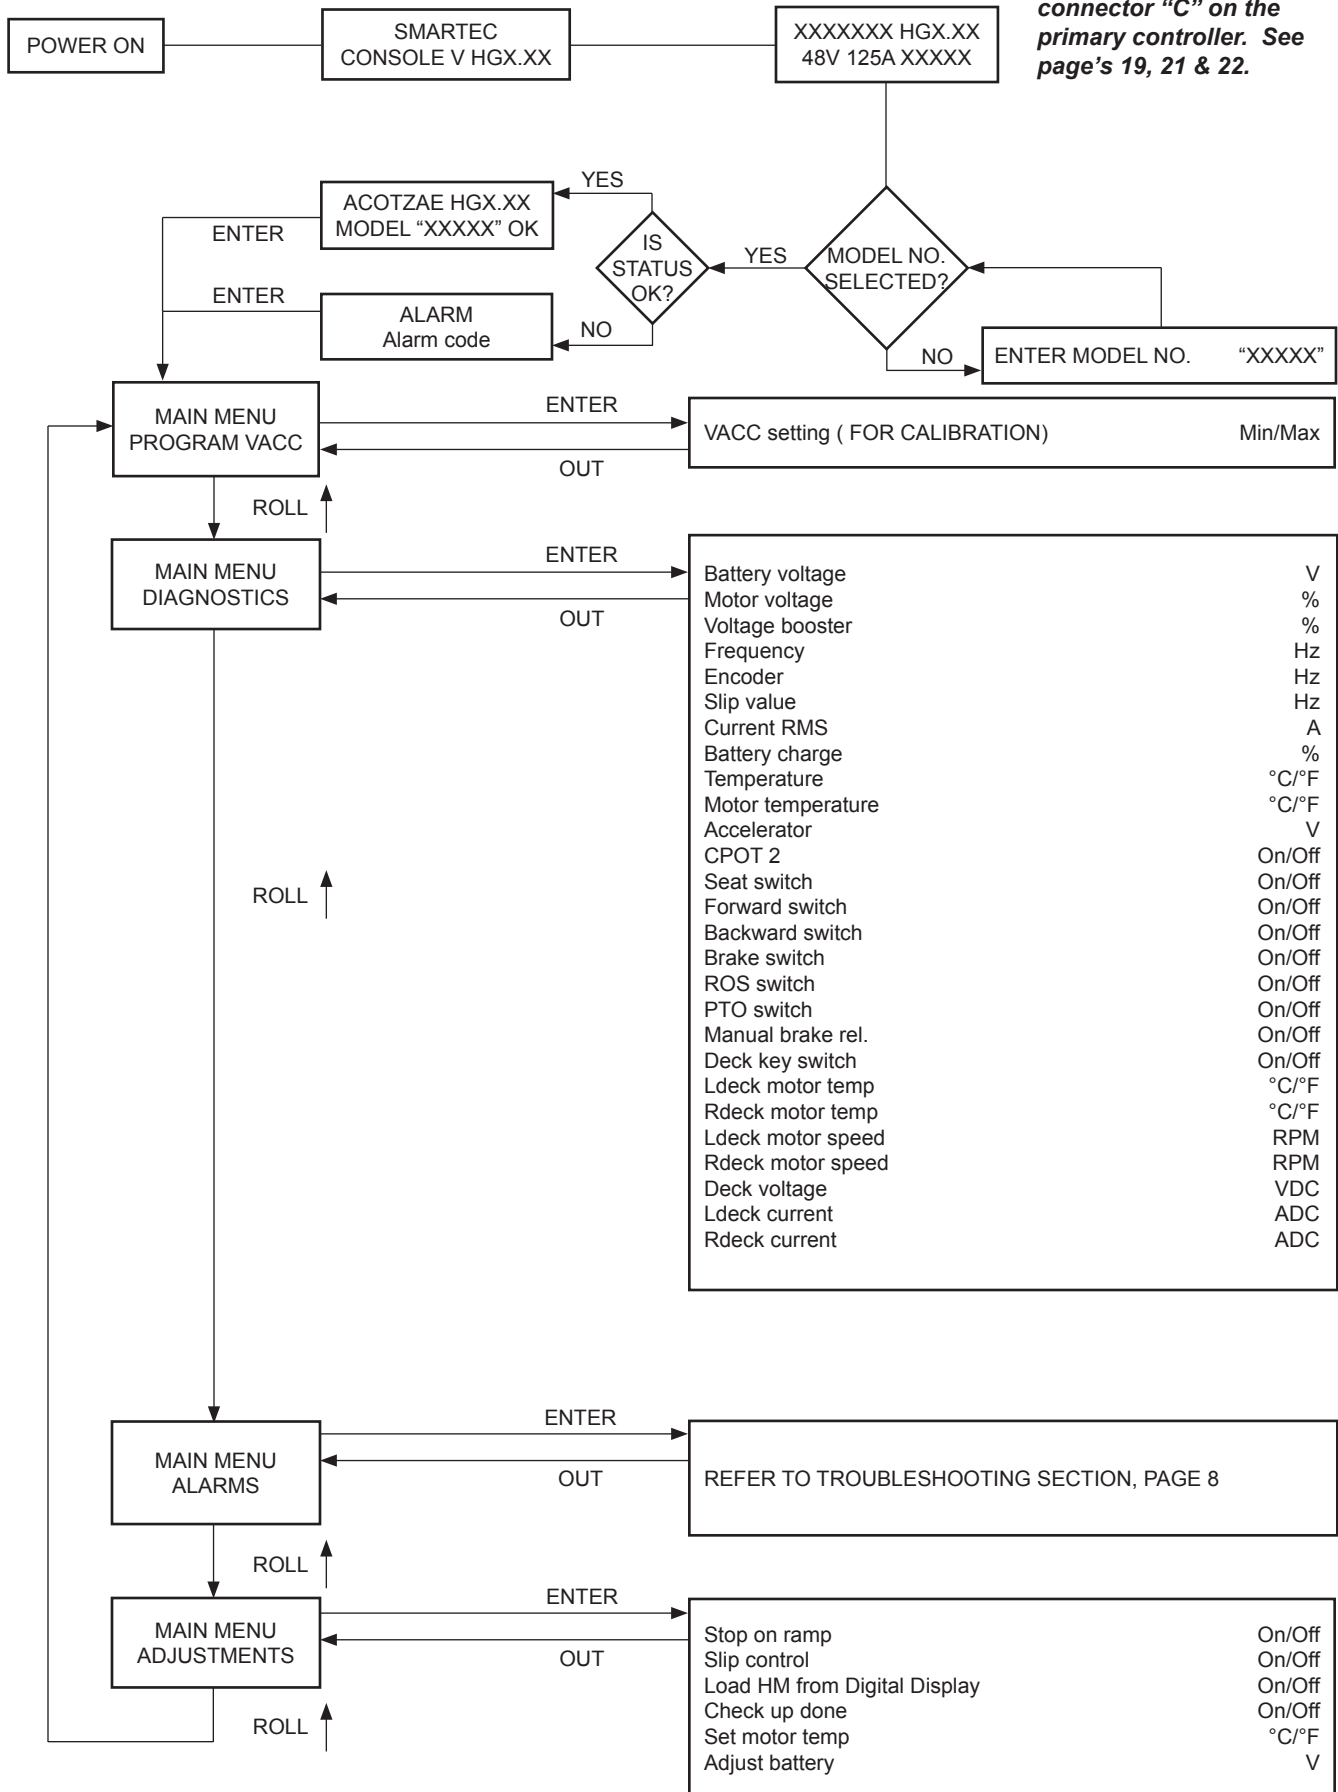 connector “C” on the
primary controller.  See
page's 19, 21 & 22.
POWER ON
SMARTEC
CONSOLE V HGX.XX
XXXXXXX HGX.XX
48V 125A XXXXX
YES
ACOTZAE HGX.XX
MODEL “XXXXX” OK
ENTER
IS
STATUS
OK?
YES
MODEL NO.
SELECTED?
ENTER
ALARM
Alarm code
NO
NO
ENTER MODEL NO. “XXXXX”
MAIN MENU
PROGRAM VACC
ENTER
OUT
VACC setting ( FOR CALIBRATION) Min/Max
ROLL
MAIN MENU
DIAGNOSTICS
ENTER
OUT
Battery voltage V
Motor voltage %
Voltage booster %
Frequency Hz
Encoder Hz
Slip value Hz
Current RMS A
Battery charge %
Temperature °C/°F
Motor temperature °C/°F
Accelerator V
CPOT 2 On/Off
Seat switch On/Off
Forward switch On/Off
Backward switch On/Off
Brake switch On/Off
ROS switch On/Off
PTO switch On/Off
Manual brake rel. On/Off
Deck key switch On/Off
Ldeck motor temp °C/°F
Rdeck motor temp °C/°F
Ldeck motor speed RPM
Rdeck motor speed RPM
Deck voltage VDC
Ldeck current ADC
Rdeck current ADC
ROLL
MAIN MENU
ALARMS
ENTER
OUT
REFER TO TROUBLESHOOTING SECTION, PAGE 8
ROLL
MAIN MENU
ADJUSTMENTS
ENTER
OUT
Stop on ramp On/Off
Slip control On/Off
Load HM from Digital Display On/Off
Check up done On/Off
Set motor temp °C/°F
Adjust battery V
ROLL